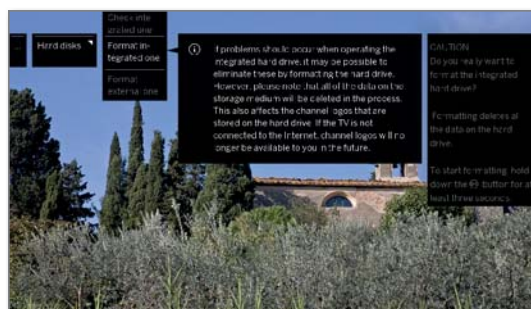 Check inte
grated one
...
Hard disks
Format in-
tegrated one
Format
external one
If problems should occur when operating the
integrated hard drive, it may be possible to
eliminate these by formatting the hard drive.
However, please note that all of the data on the
storage medium will be deleted in the process.
This also affects the channel logos that are
stored on the hard drive. If the TV is not
connected to the Internet, channel logos will no
longer be available to you in the future.
CAUTION
Do you really want to
format the integrated
hard drive?
Formatting deletes all
the data on the hard
drive.
To start formatting, hold
down the button for at
least three seconds